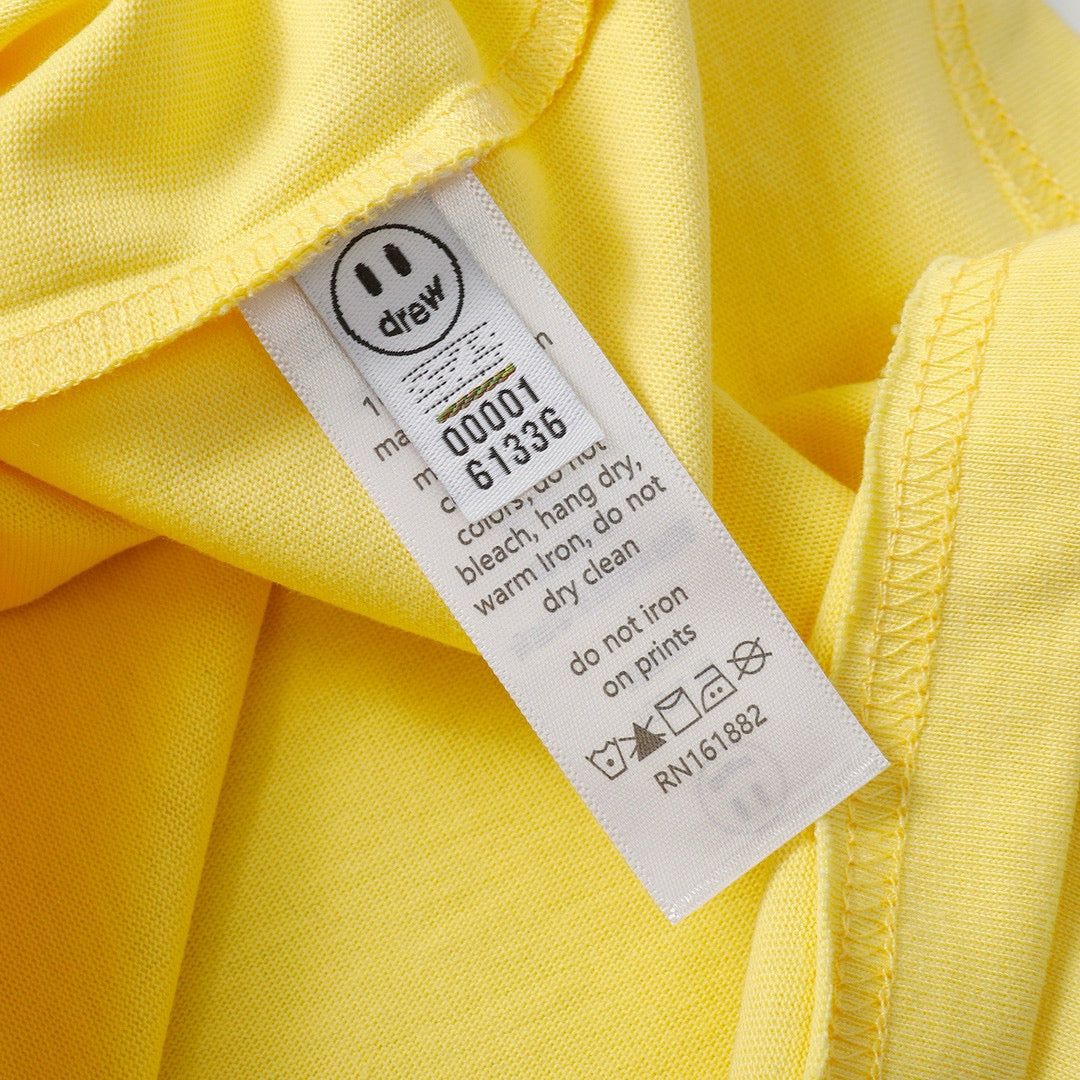 drew
00001
61336
colors, do not
bleach, hang dry,
warm Iron, do not
dry clean
do not iron
on prints
RN161882